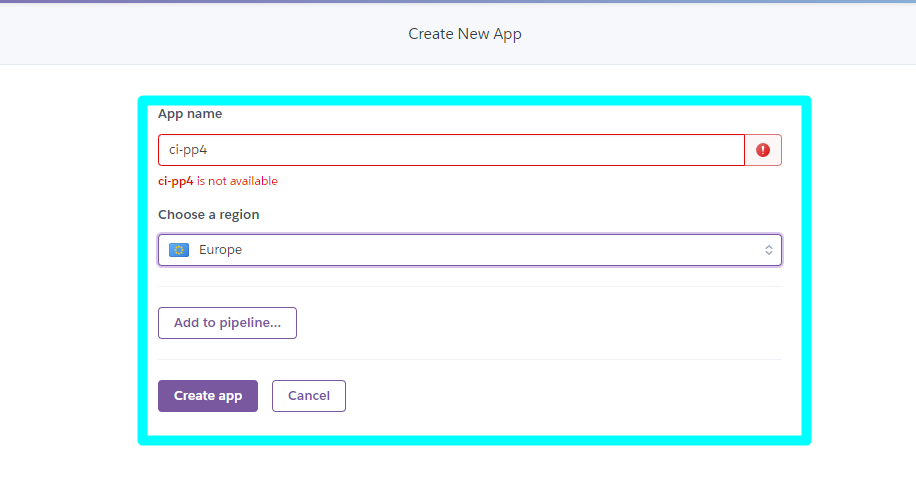 Create New App
App name
ci-pp4
ci-pp4 is not available
Choose a region
Europe
Add to pipeline...
Create app
Cancel